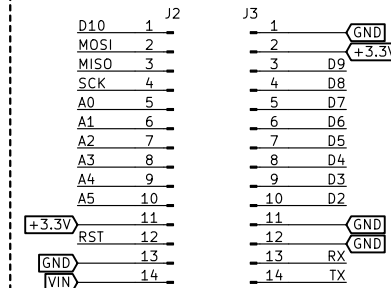 J2 J3
D10 1 1 GND
MOSI 2 2 +3.3V
MISO 3 3 D9
SCK 4 4 D8
A0 5 5 D7
A1 6 6 D6
A2 7 7 D5
A3 8 8 D4
A4 9 9 D3
A5 10 10 D2
+3.3V 11 11 GND
RST 12 12 GND
GND 13 13 RX
VIN 14 14 TX